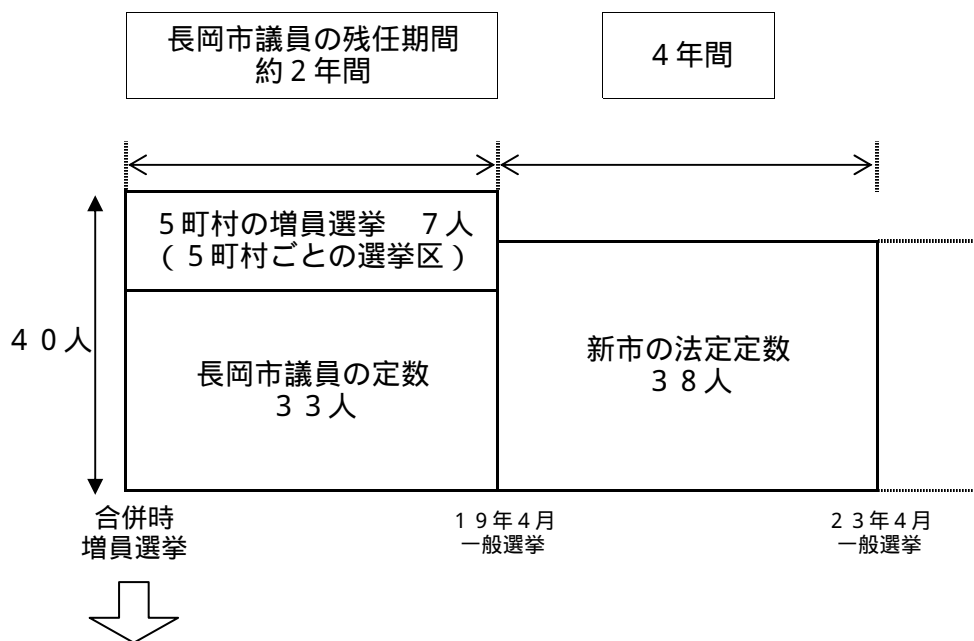 長岡市議員の残任期間
約２年間
４年間
５町村の増員選挙　７人
（５町村ごとの選挙区）
４０人
長岡市議員の定数
３３人
新市の法定定数
３８人
合併時
増員選挙
１９年４月
一般選挙
２３年４月
一般選挙